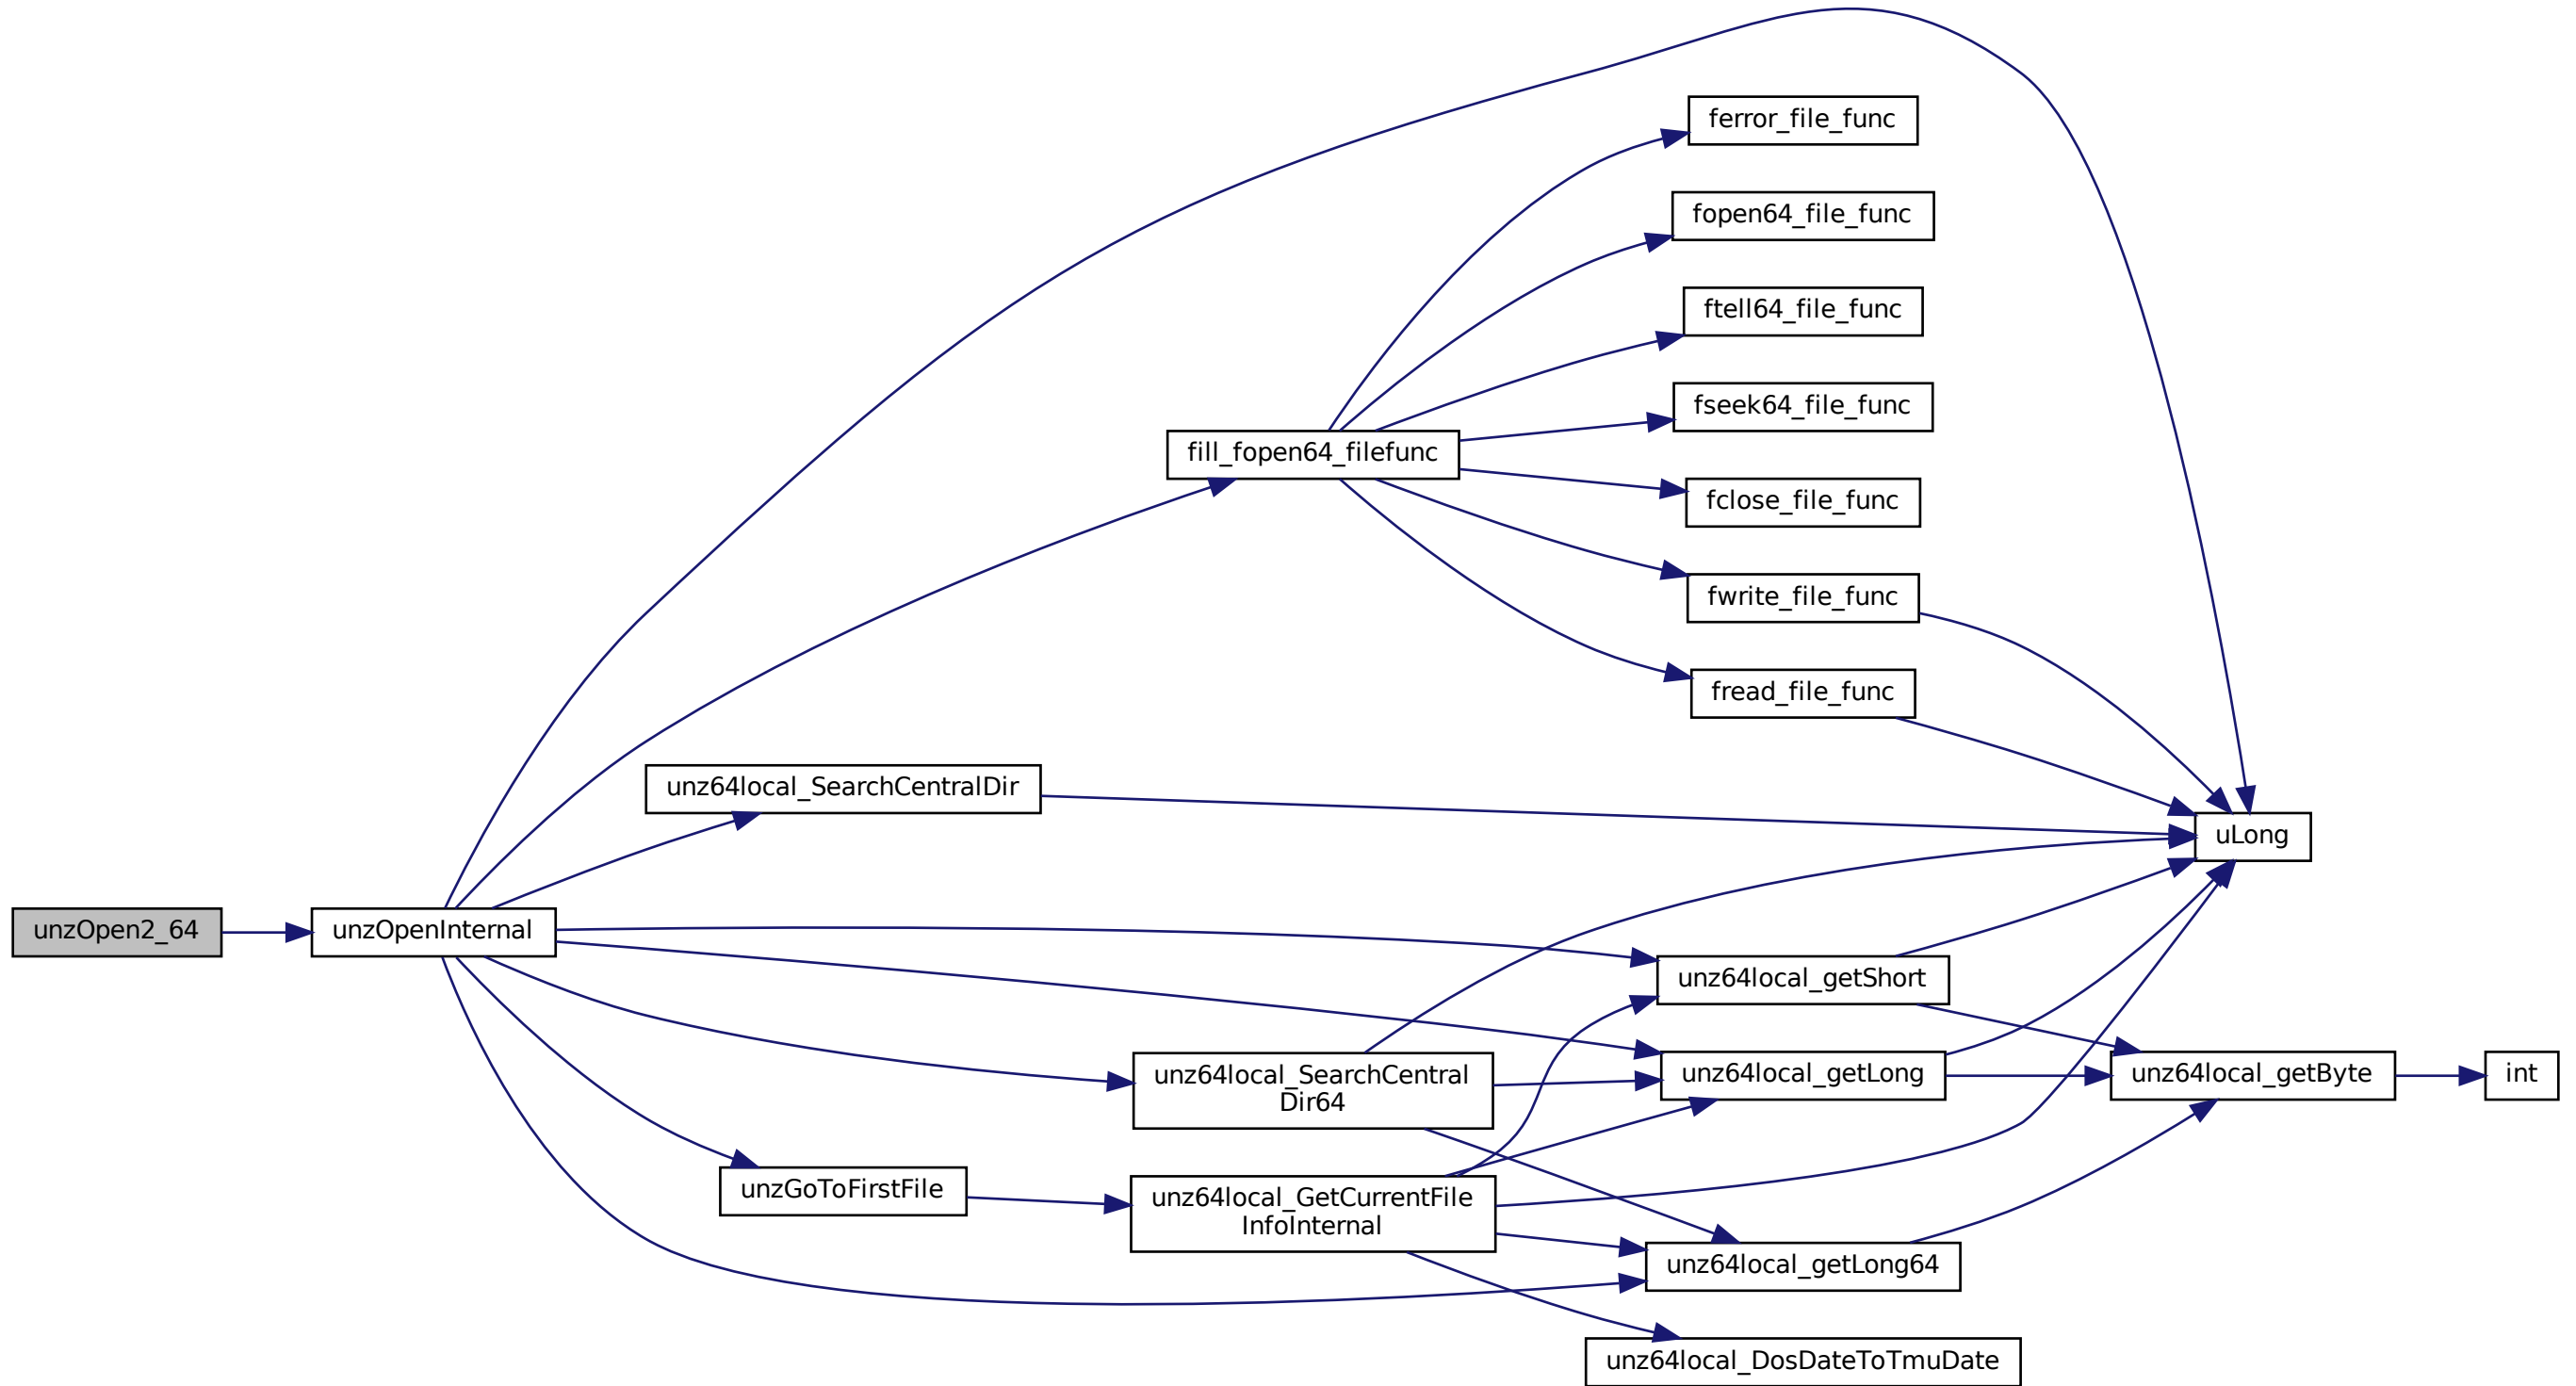 ferror_file_func
fopen64_file_func
ftell64_file_func
fseek64_file_func
fill_fopen64_filefunc
fclose_file_func
fwrite_file_func
fread_file_func
unz64local_SearchCentralDir
uLong
unzOpen2_64
unzOpenInternal
unz64local_getShort
unz64local_SearchCentral
Dir64
unz64local_getLong
unz64local_getByte
int
unzGoToFirstFile
unz64local_GetCurrentFile
InfoInternal
unz64local_getLong64
unz64local_DosDateToTmuDate